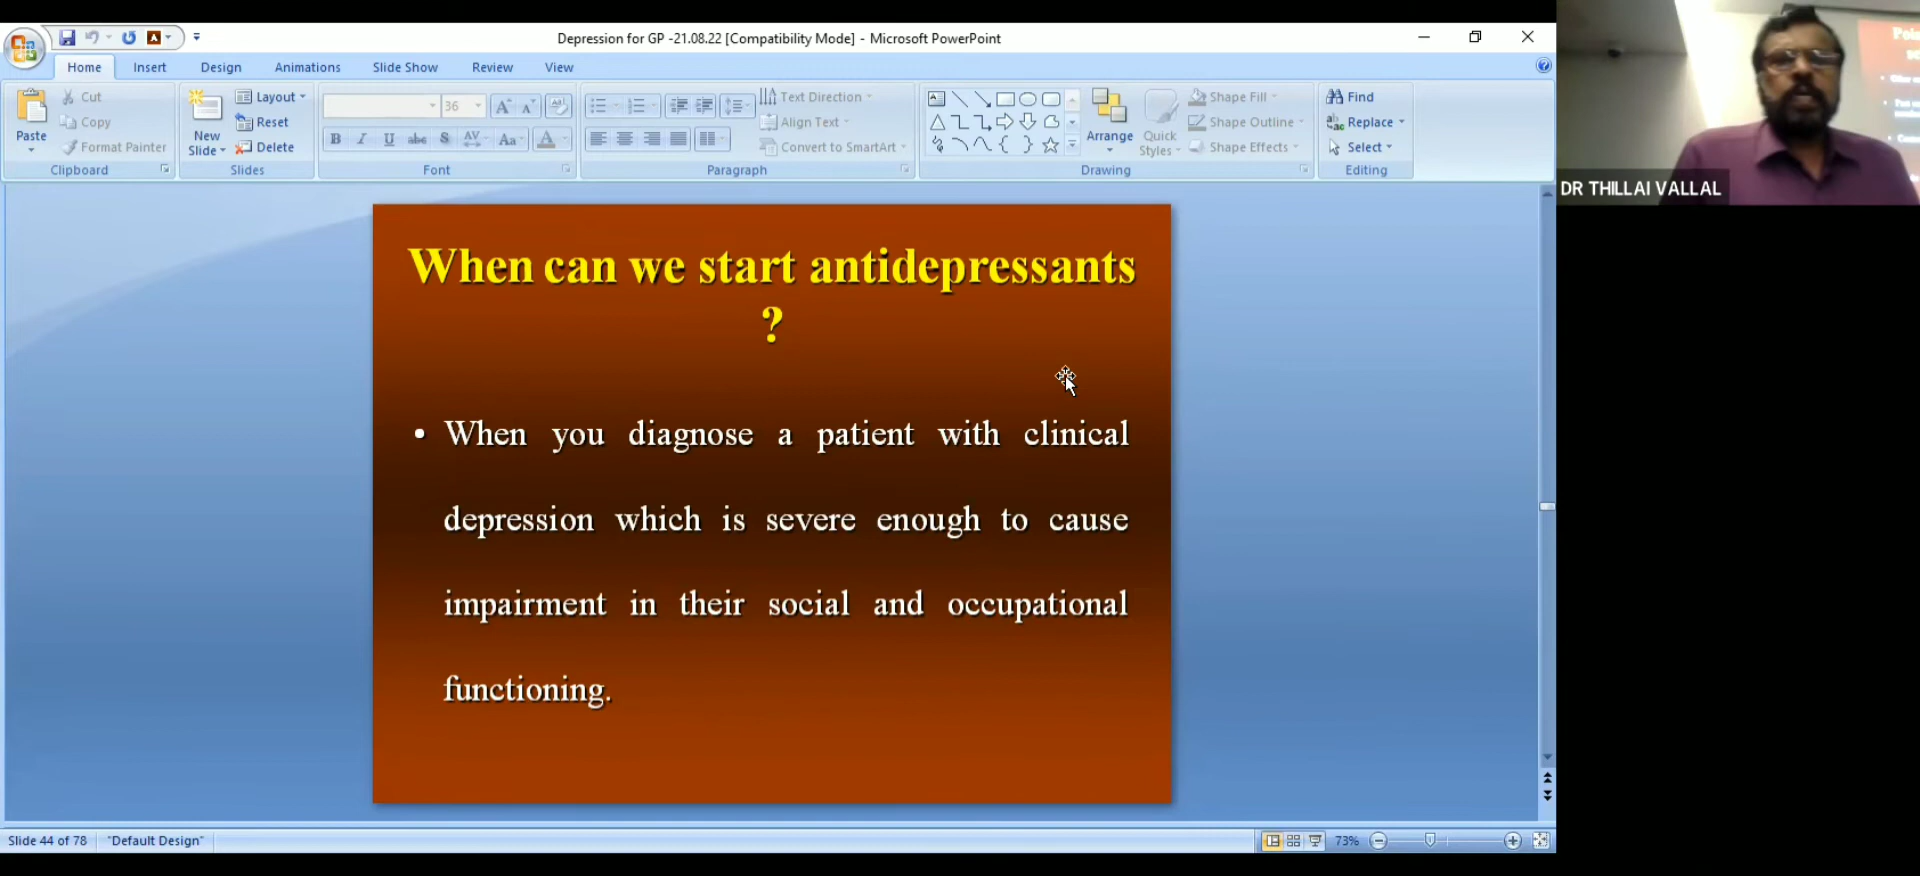 Depression for GP -21.08.22 [Compatibility Mode] - Microsoft PowerPoint
Home Insert Design Animations Slide Show Review View
Paste
Cut
Copy
Format Painter
Clipboard
New
Slide
Layout
Reset
Delete
Slides
36
B I U abc S AV Aa A
Font
Paragraph
Text Direction
Align Text
Convert to SmartArt
Arrange
Quick
Styles
Shape Fill
Shape Outline
Shape Effects
Drawing
Find
Replace
Select
Editing
DR THILLAI VALLAL
When can we start antidepressants
?
• When you diagnose a patient with clinical
depression which is severe enough to cause
impairment in their social and occupational
functioning.
Slide 44 of 78 "Default Design" 73%